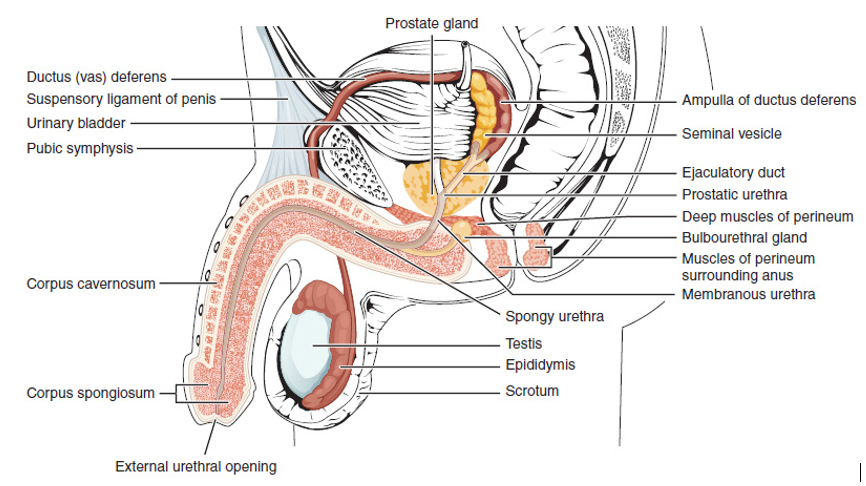 Prostate gland
Ductus (vas) deferens
Suspensory ligament of penis
Urinary bladder
Pubic symphysis
Corpus cavernosum
Corpus spongiosum
External urethral opening
Ampulla of ductus deferens
Seminal vesicle
Ejaculatory duct
Prostatic urethra
Deep muscles of perineum
Bulbourethral gland
Muscles of perineum
surrounding anus
Membranous urethra
Spongy urethra
Testis
Epididymis
Scrotum